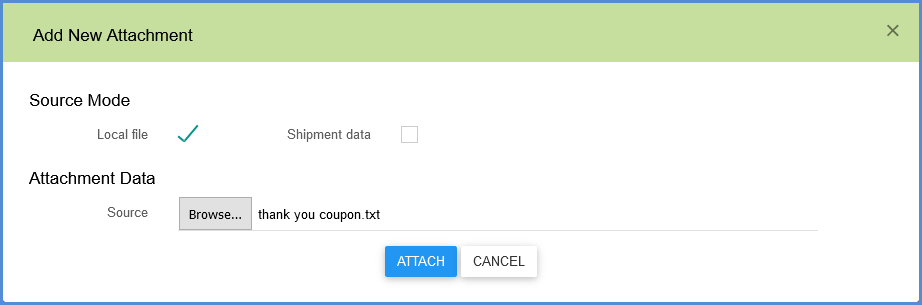 Add New Attachment
Source Mode
Local file Shipment data
Attachment Data
Source Browse... thank you coupon.txt
ATTACH CANCEL